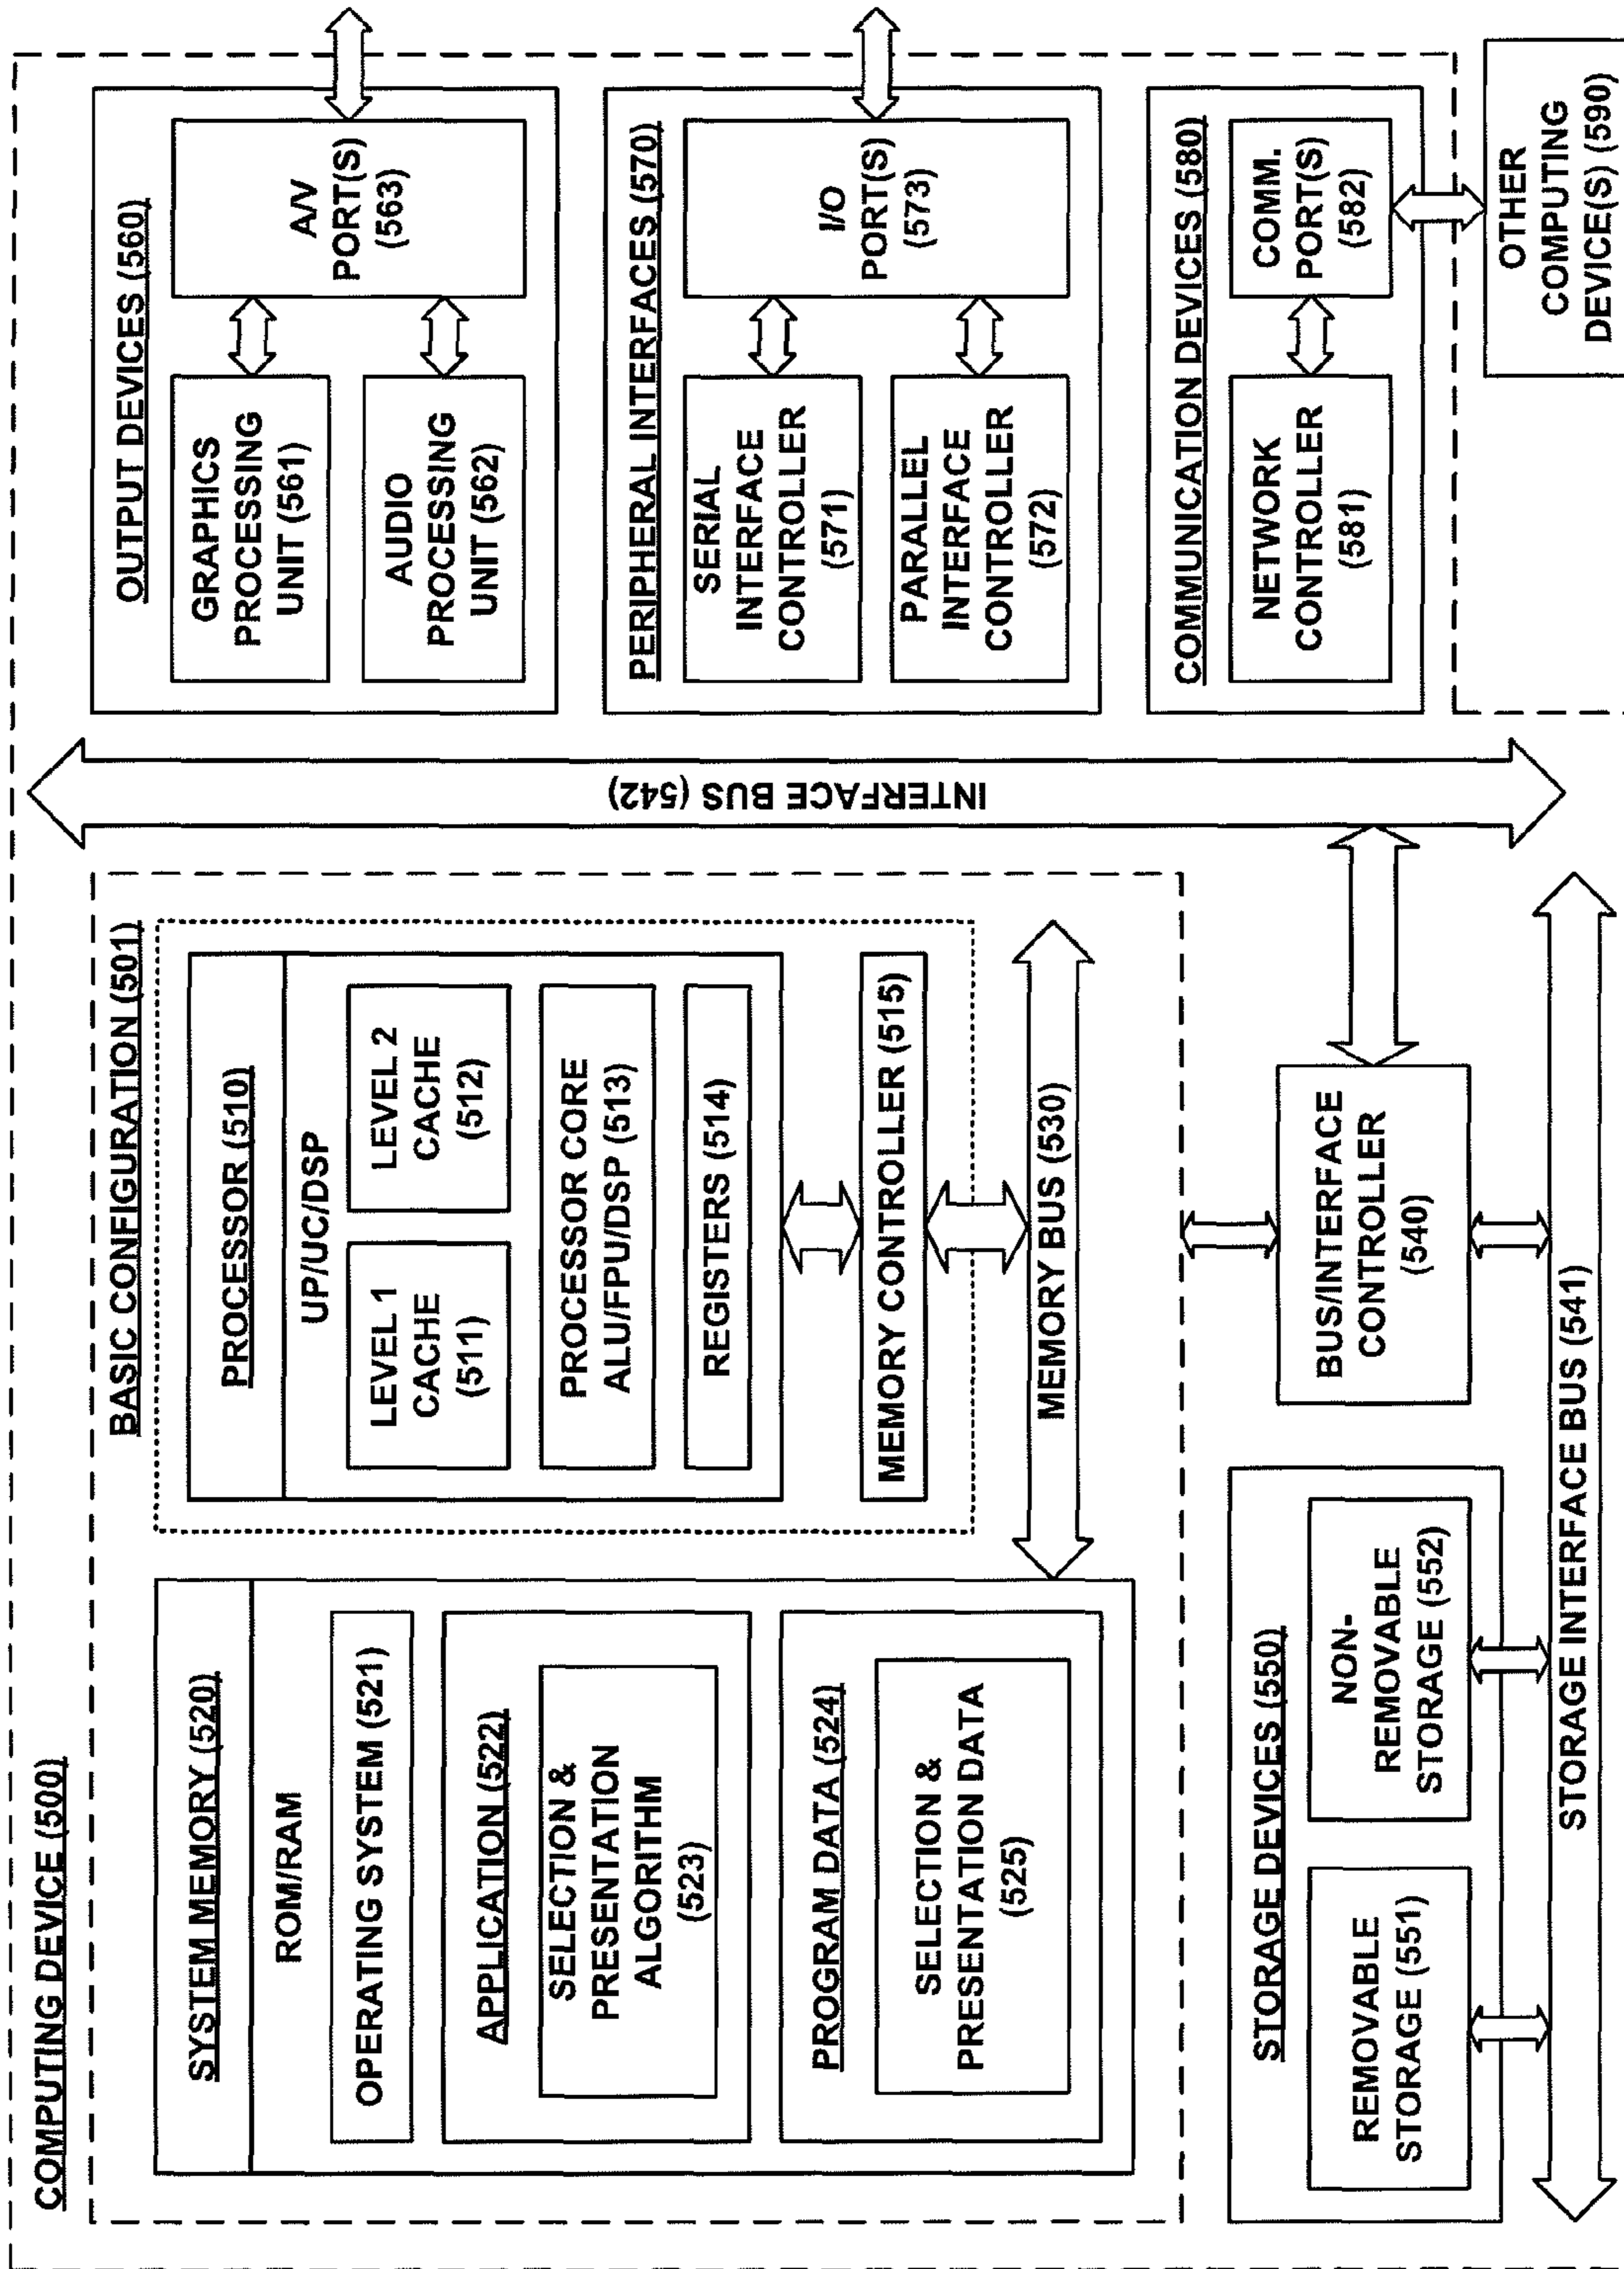 COMPUTING DEVICE (500)
BASIC CONFIGURATION (501)
SYSTEM MEMORY (520)
ROM/RAM
OPERATING SYSTEM (521)
APPLICATION (522)
SELECTION &
PRESENTATION
ALGORITHM
(523)
PROGRAM DATA (524)
SELECTION &
PRESENTATION DATA
(525)
PROCESSOR (510)
UP/UC/DSP
LEVEL 1
CACHE
(511)
LEVEL 2
CACHE
(512)
PROCESSOR CORE
ALU/FPU/DSP (513)
REGISTERS (514)
MEMORY CONTROLLER (515)
MEMORY BUS (530)
BUS/INTERFACE
CONTROLLER
(540)
STORAGE DEVICES (550)
REMOVABLE
STORAGE (551)
NON-
REMOVABLE
STORAGE (552)
STORAGE INTERFACE BUS (541)
INTERFACE BUS (542)
OUTPUT DEVICES (560)
GRAPHICS
PROCESSING
UNIT (561)
AUDIO
PROCESSING
UNIT (562)
A/V
PORT(S)
(563)
PERIPHERAL INTERFACES (570)
SERIAL
INTERFACE
CONTROLLER
(571)
PARALLEL
INTERFACE
CONTROLLER
(572)
I/O
PORT(S)
(573)
COMMUNICATION DEVICES (580)
NETWORK
CONTROLLER
(581)
COMM.
PORT(S)
(582)
OTHER
COMPUTING
DEVICE(S) (590)